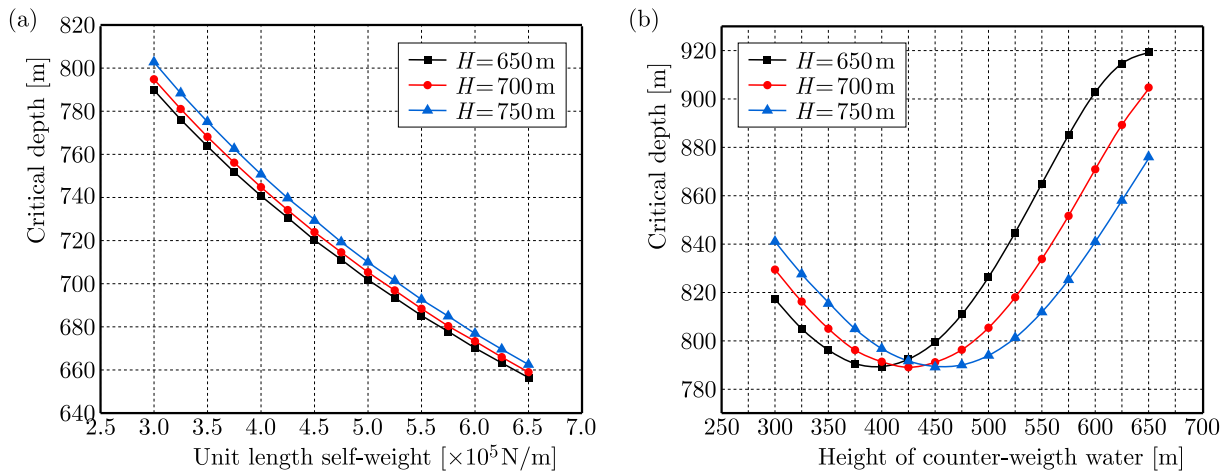 (a)
820
800
780
760
740
720
700
680
660
640
Critical depth [m]
H=650 m
H=700 m
H=750 m
2.5 3.0 3.5 4.0 4.5 5.0 5.5 6.0 6.5 7.0
Unit length self-weight [×10⁵ N/m]
(b)
920
900
880
860
840
820
800
780
Critical depth [m]
H=650 m
H=700 m
H=750 m
250 300 350 400 450 500 550 600 650 700
Height of counter-weigth water [m]